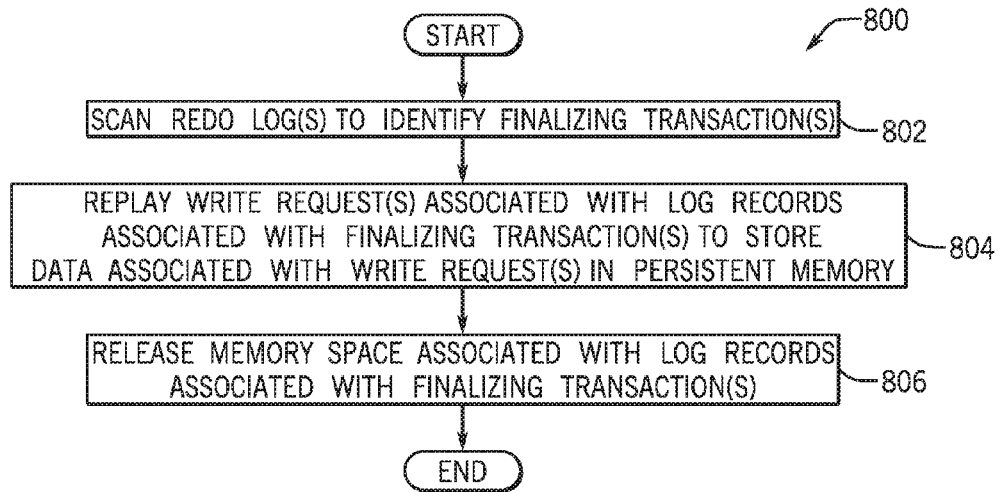 START
800
SCAN REDO LOG(S) TO IDENTIFY FINALIZING TRANSACTION(S)
802
REPLAY WRITE REQUEST(S) ASSOCIATED WITH LOG RECORDS
ASSOCIATED WITH FINALIZING TRANSACTION(S) TO STORE
DATA ASSOCIATED WITH WRITE REQUEST(S) IN PERSISTENT MEMORY
804
RELEASE MEMORY SPACE ASSOCIATED WITH LOG RECORDS
ASSOCIATED WITH FINALIZING TRANSACTION(S)
806
END